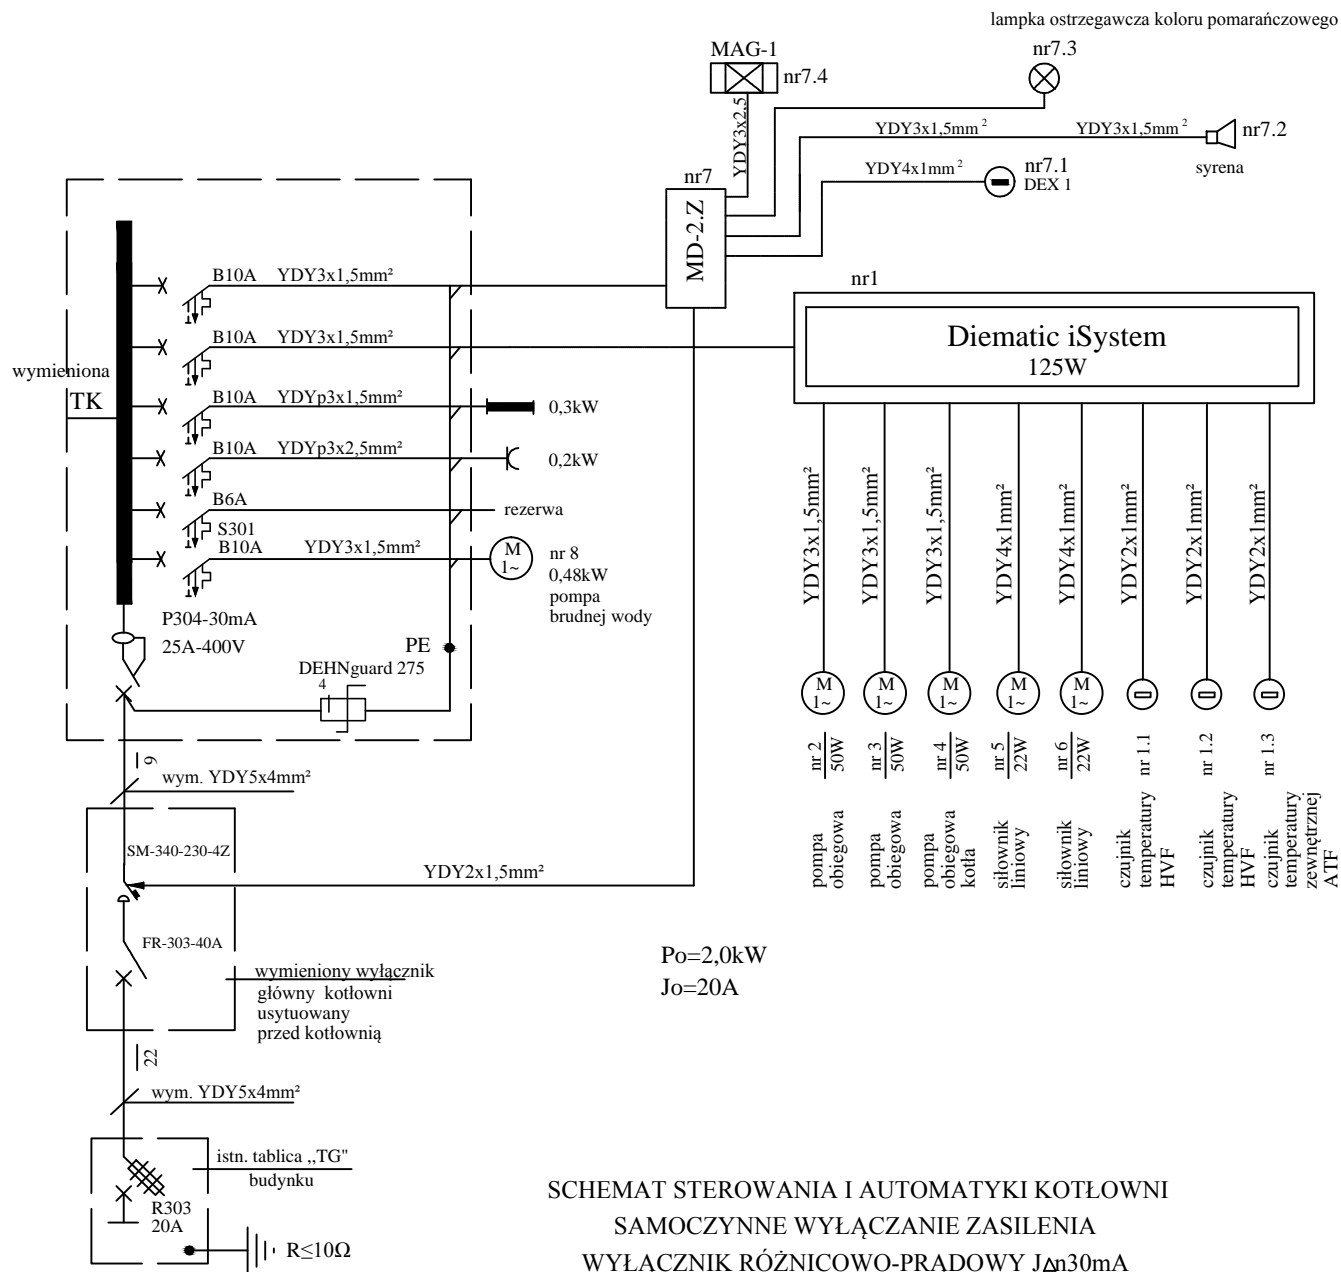 lampka ostrzegawcza koloru pomarańczowego
nr7.3
MAG-1
nr7.4
YDY3x2,5
YDY3x1,5mm²
YDY3x1,5mm²
nr7.2
syrena
YDY4x1mm²
nr7.1
DEX 1
nr7
MD-2.Z
B10A YDY3x1,5mm²
nr1
Diematic iSystem
125W
B10A YDY3x1,5mm²
wymieniona
TK
B10A YDYp3x1,5mm²
0,3kW
B10A YDYp3x2,5mm²
0,2kW
B6A
rezerwa
S301
B10A YDY3x1,5mm²
M
1~
nr 8
0,48kW
pompa
brudnej wody
P304-30mA
25A-400V
PE
DEHNguard 275
4
YDY3x1,5mm²
YDY3x1,5mm²
YDY3x1,5mm²
YDY4x1mm²
YDY4x1mm²
YDY2x1mm²
YDY2x1mm²
YDY2x1mm²
M
1~
M
1~
M
1~
M
1~
M
1~
nr 2
50W
nr 3
50W
nr 4
50W
nr 5
22W
nr 6
22W
nr 1.1
nr 1.2
nr 1.3
pompa
obiegowa
pompa
obiegowa
pompa
obiegowa
kotła
siłownik
liniowy
siłownik
liniowy
czujnik
temperatury
HVF
czujnik
temperatury
HVF
czujnik
temperatury
zewnętrznej
ATF
9
wym. YDY5x4mm²
SM-340-230-4Z
YDY2x1,5mm²
FR-303-40A
wymieniony wyłącznik
główny kotłowni
usytuowany
przed kotłownią
Po=2,0kW
Jo=20A
22
wym. YDY5x4mm²
istn. tablica ,,TG"
budynku
R303
20A
R≤10Ω
SCHEMAT STEROWANIA I AUTOMATYKI KOTŁOWNI
SAMOCZYNNE WYŁĄCZANIE ZASILENIA
WYŁĄCZNIK RÓŻNICOWO-PRĄDOWY JΔn30mA